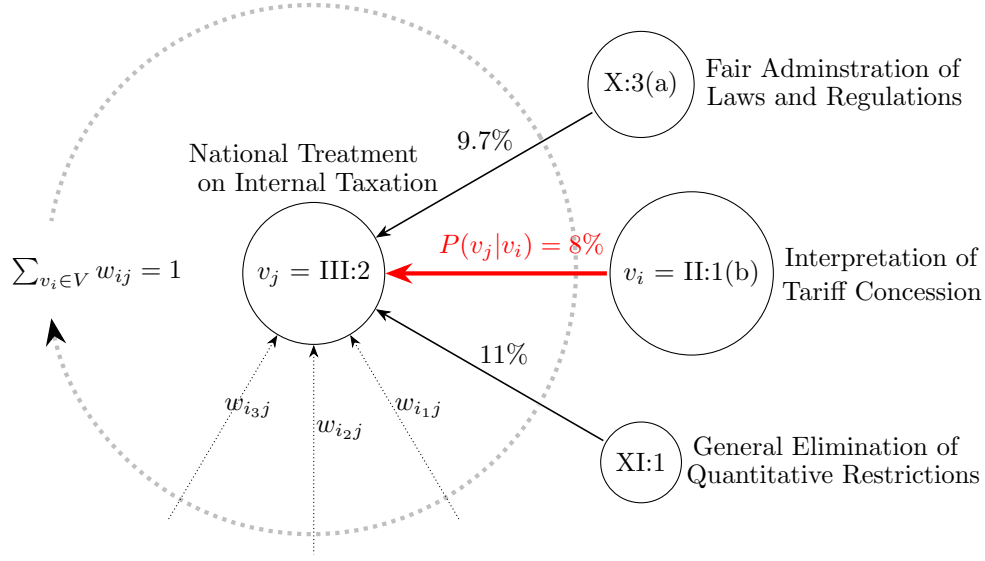 X:3(a)
Fair Adminstration of
Laws and Regulations
9.7%
National Treatment
on Internal Taxation
P(v_j|v_i) = 8%
∑_{v_i∈V} w_{ij} = 1
v_j = III:2
v_i = II:1(b)
Interpretation of
Tariff Concession
11%
w_{i_3j}
w_{i_2j}
w_{i_1j}
XI:1
General Elimination of
Quantitative Restrictions